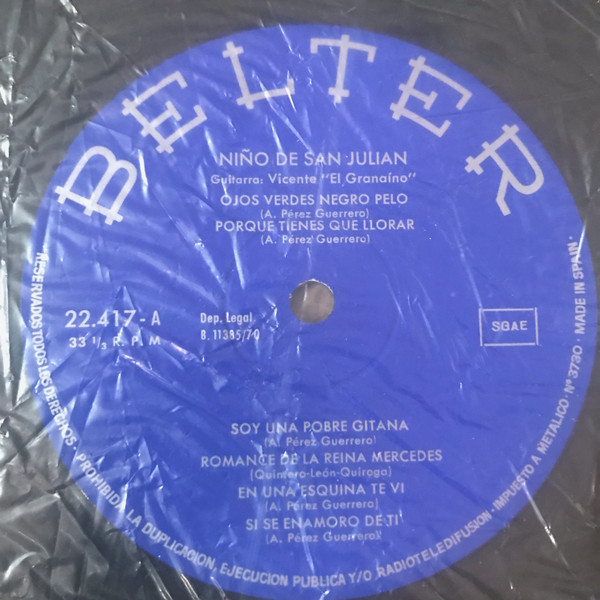 BELTER
NIÑO DE SAN JULIAN
Guitarra: Vicente "El Granaíno"
OJOS VERDES NEGRO PELO
(A. Pérez Guerrero)
PORQUE TIENES QUE LLORAR
(A. Pérez Guerrero)
22.417-A
33 1/3 R. P. M
Dep. Legal
B. 11385/70
SGAE
SOY UNA POBRE GITANA
(A. Pérez Guerrero)
ROMANCE DE LA REINA MERCEDES
(Quintero-León-Quiroga)
EN UNA ESQUINA TE VI
(A. Pérez Guerrero)
SI SE ENAMORO DE TI
(A. Pérez Guerrero)
RESERVADOS TODOS LOS DERECHOS · PROHIBIDA LA DUPLICACION, EJECUCION PUBLICA Y/O RADIOTELEDIFUSION · IMPUESTO A METALICO · Nº 3730 · MADE IN SPAIN ·